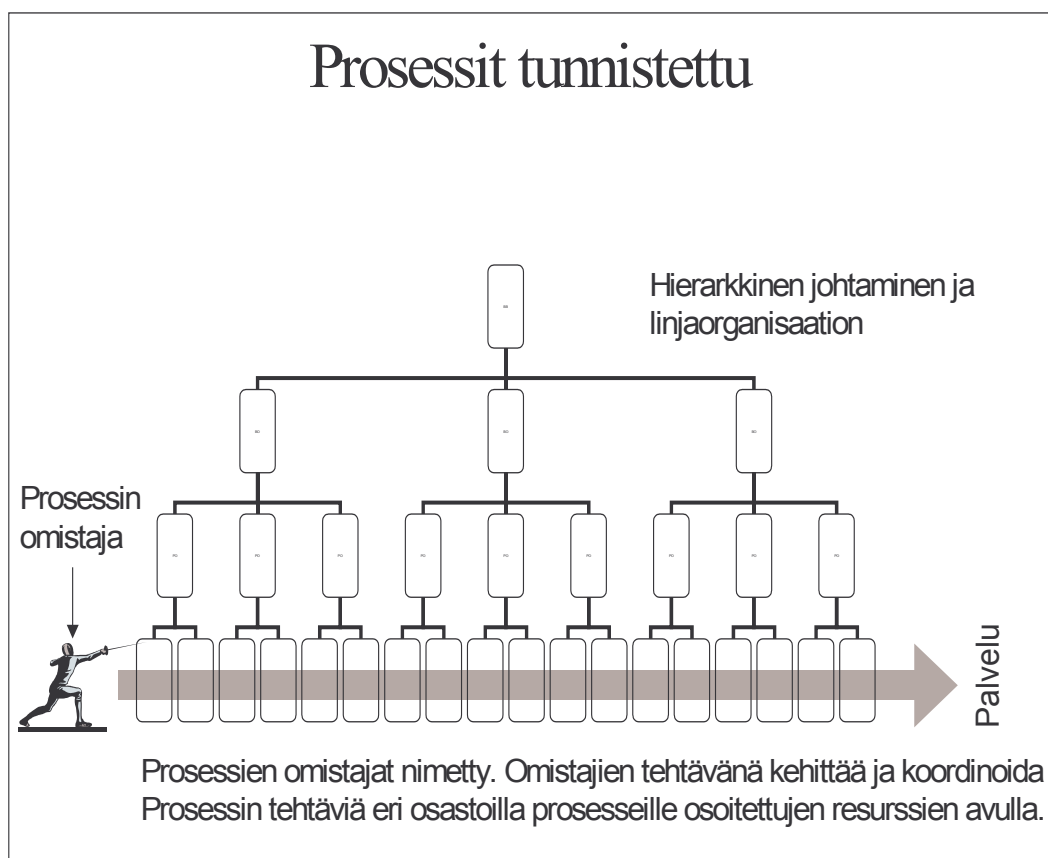 Prosessit tunnistettu
Hierarkkinen johtaminen ja
linjaorganisaation
Prosessin
omistaja
Palvelu
Prosessien omistajat nimetty. Omistajien tehtävänä kehittää ja koordinoida
Prosessin tehtäviä eri osastoilla prosesseille osoitettujen resurssien avulla.